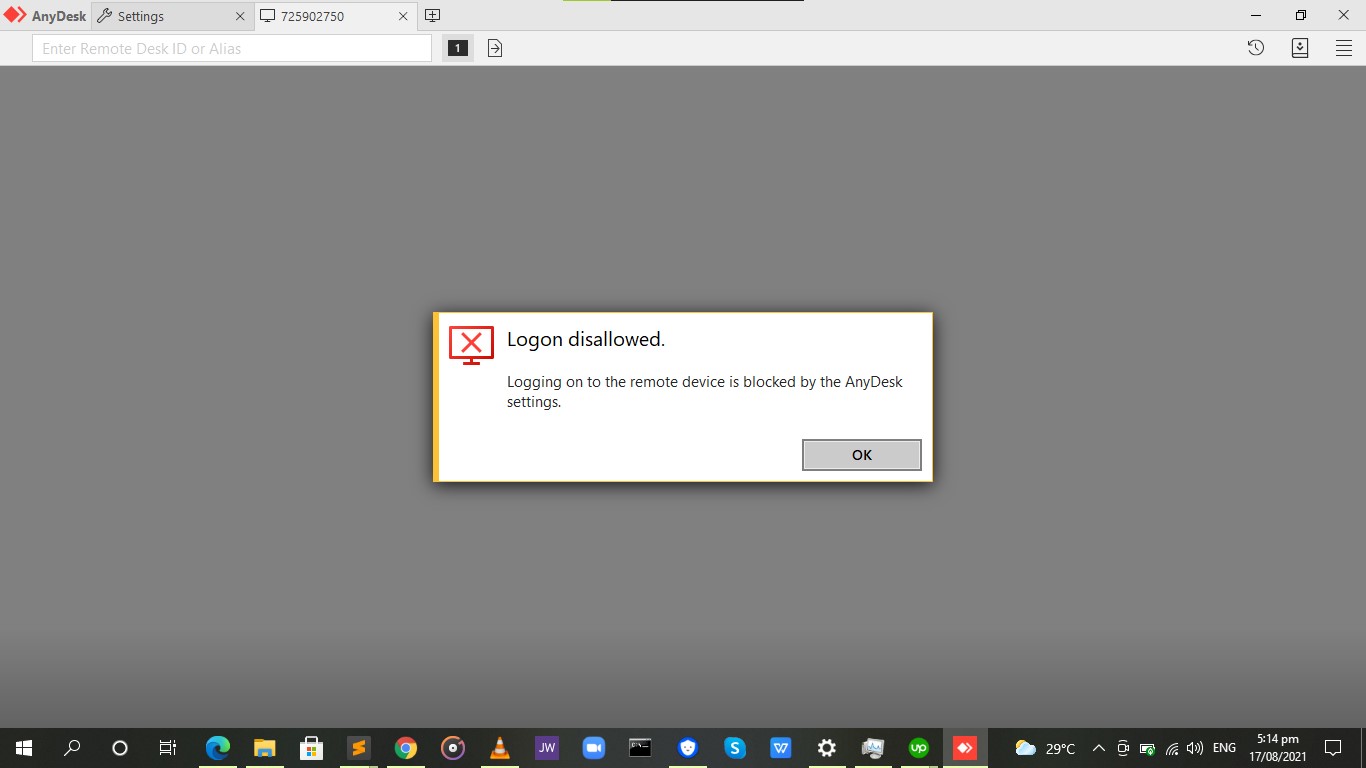 AnyDesk
Settings
725902750
Enter Remote Desk ID or Alias
1
Logon disallowed.
Logging on to the remote device is blocked by the AnyDesk
settings.
OK
JW
S
W
up
29°C
ENG
5:14 pm
17/08/2021